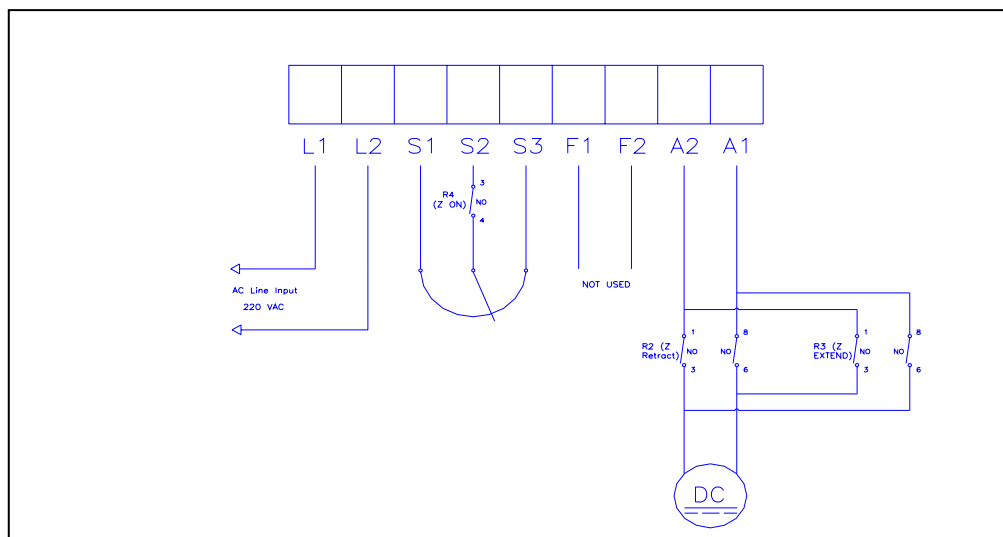 L1 L2 S1 S2 S3 F1 F2 A2 A1
3
R4
(Z ON)
NO
4
AC Line Input
220 VAC
NOT USED
1
8
1
8
R2 (Z
Retract)
NO
NO
R3 (Z
EXTEND)
NO
NO
3
6
3
6
DC